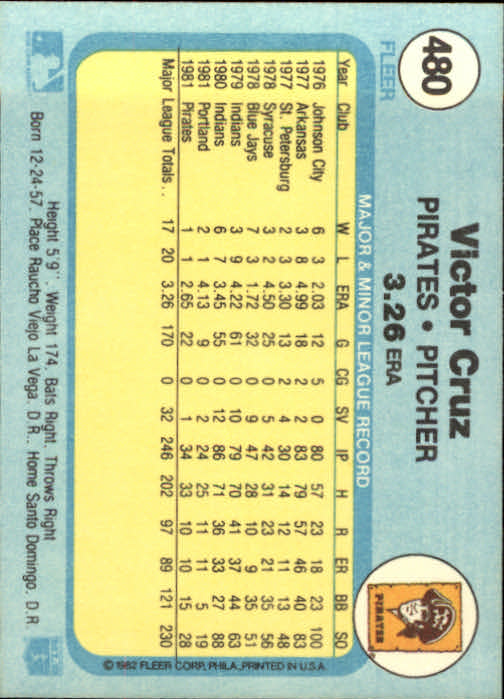 480
FLEER
Victor Cruz
PIRATES • PITCHER
3.26 ERA
PIRATES
MAJOR & MINOR LEAGUE RECORD
Year Club W L ERA G CG SV IP H R ER BB SO
1976 Johnson City 6 3 2.03 12 5 0 80 57 23 18 23 100
1977 Arkansas 3 8 4.99 18 2 2 83 79 57 46 40 83
1977 St. Petersburg 2 3 3.30 13 2 4 30 14 12 11 13 48
1978 Syracuse 3 2 4.50 25 0 5 42 31 23 21 35 56
1978 Blue Jays 7 3 1.72 32 0 9 47 28 10 9 35 51
1979 Indians 3 9 4.22 61 0 10 79 70 41 37 44 63
1980 Indians 6 7 3.45 55 0 12 86 71 36 33 27 88
1981 Portland 2 1 4.13 9 0 0 24 25 11 11 5 19
1981 Pirates 1 1 2.65 22 0 1 34 33 10 10 15 28
Major League Totals . . 17 20 3.26 170 0 32 246 202 97 89 121 230
© 1982 FLEER CORP. PHILA., PRINTED IN U.S.A.
Height 5'9". Weight 174. Bats Right. Throws Right
Born 12-24-57. Place Raucho Viejo La Vega, D.R.. Home Santo Domingo, D.R